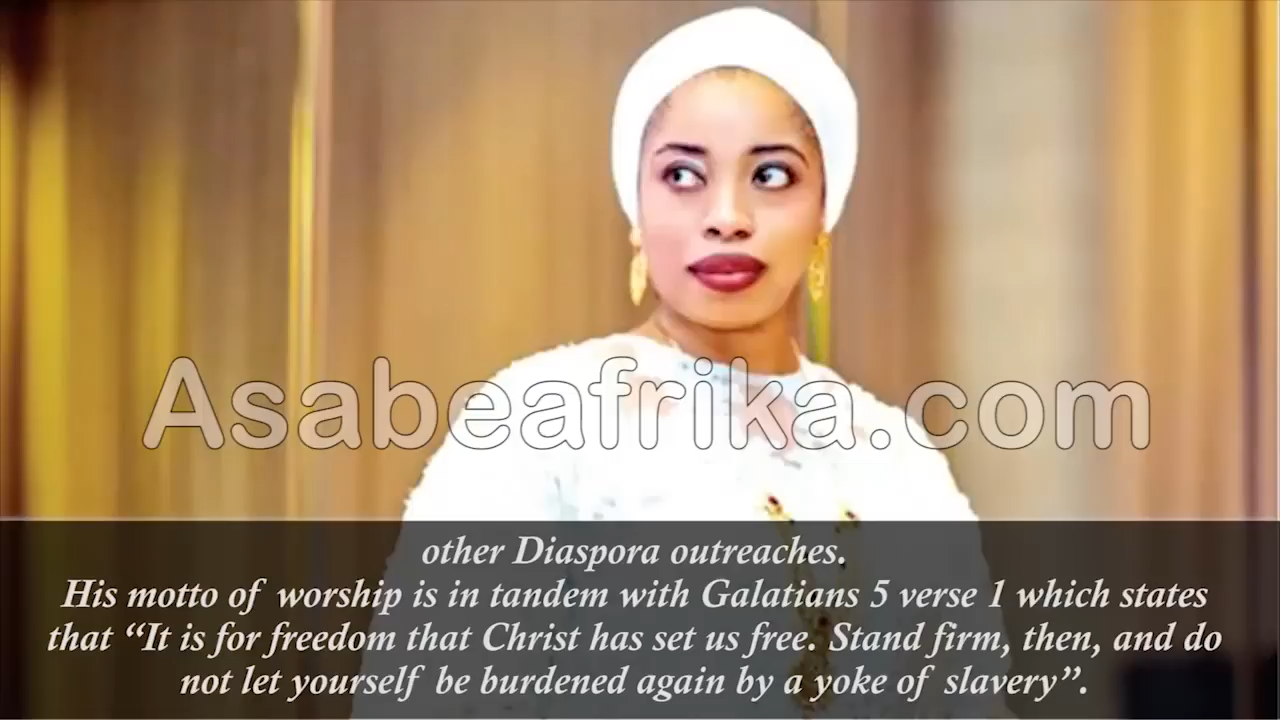 Asabeafrika.com
other Diaspora outreaches.
His motto of worship is in tandem with Galatians 5 verse 1 which states
that “It is for freedom that Christ has set us free. Stand firm, then, and do
not let yourself be burdened again by a yoke of slavery”.